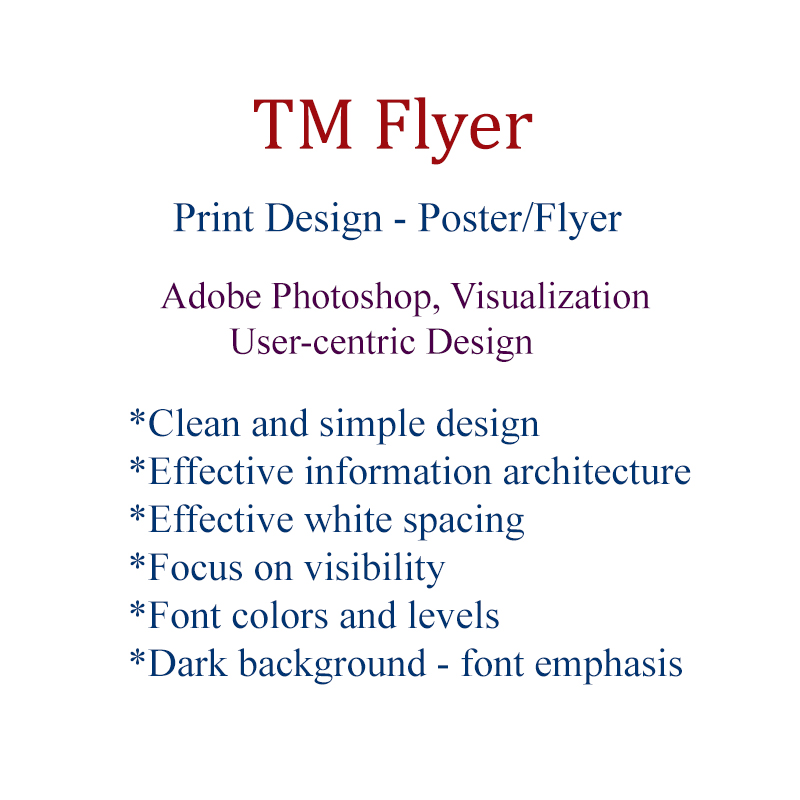 TM Flyer
Print Design - Poster/Flyer
Adobe Photoshop, Visualization
User-centric Design
*Clean and simple design
*Effective information architecture
*Effective white spacing
*Focus on visibility
*Font colors and levels
*Dark background - font emphasis